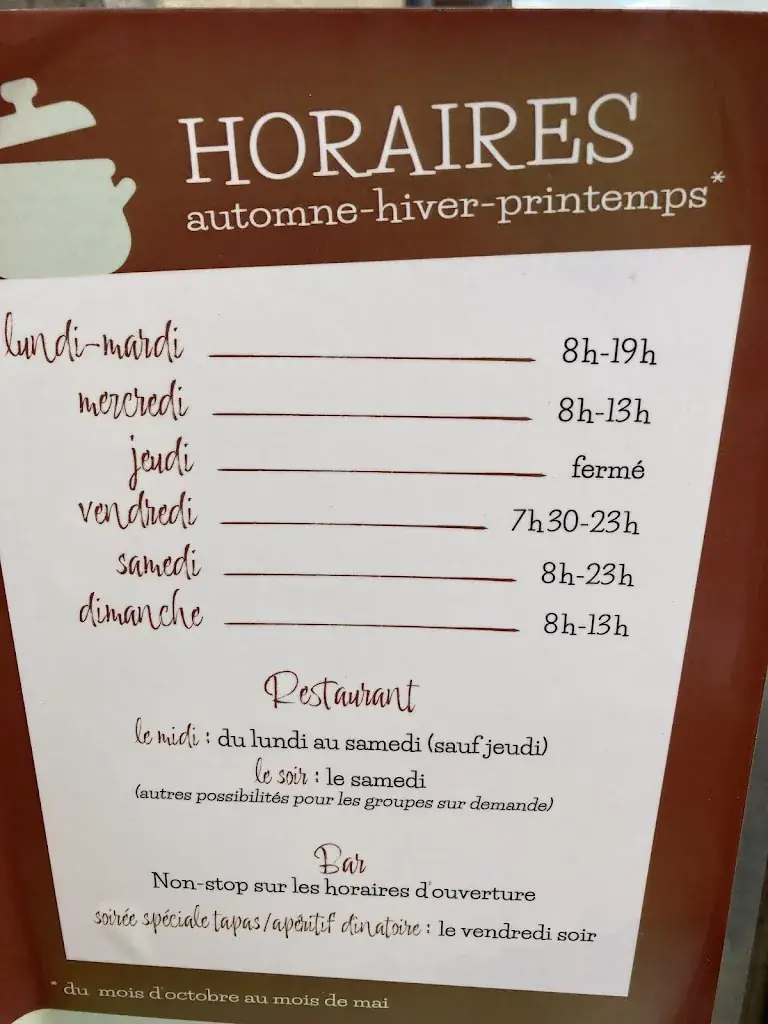 HORAIRES
automne-hiver-printemps*
lundi-mardi 8h-19h
mercredi 8h-13h
jeudi fermé
vendredi 7h30-23h
samedi 8h-23h
dimanche 8h-13h
Restaurant
le midi : du lundi au samedi (sauf jeudi)
le soir : le samedi
(autres possibilités pour les groupes sur demande)
Bar
Non-stop sur les horaires d'ouverture
soirée spéciale tapas/apéritif dinatoire : le vendredi soir
* du mois d'octobre au mois de mai